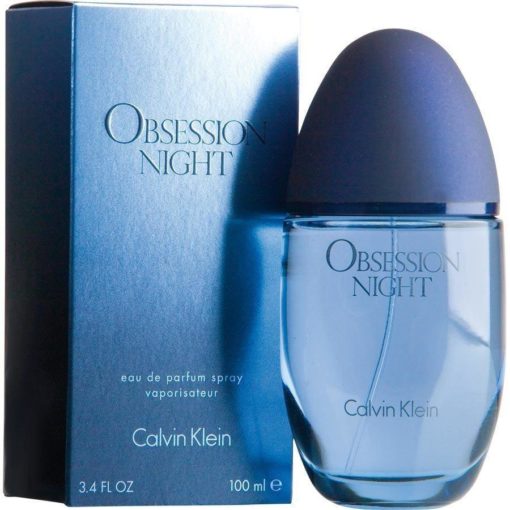 OBSESSION
NIGHT
eau de parfum spray
vaporisateur
Calvin Klein
3.4 FL OZ 100 ml ℮
OBSESSION
NIGHT
Calvin Klein